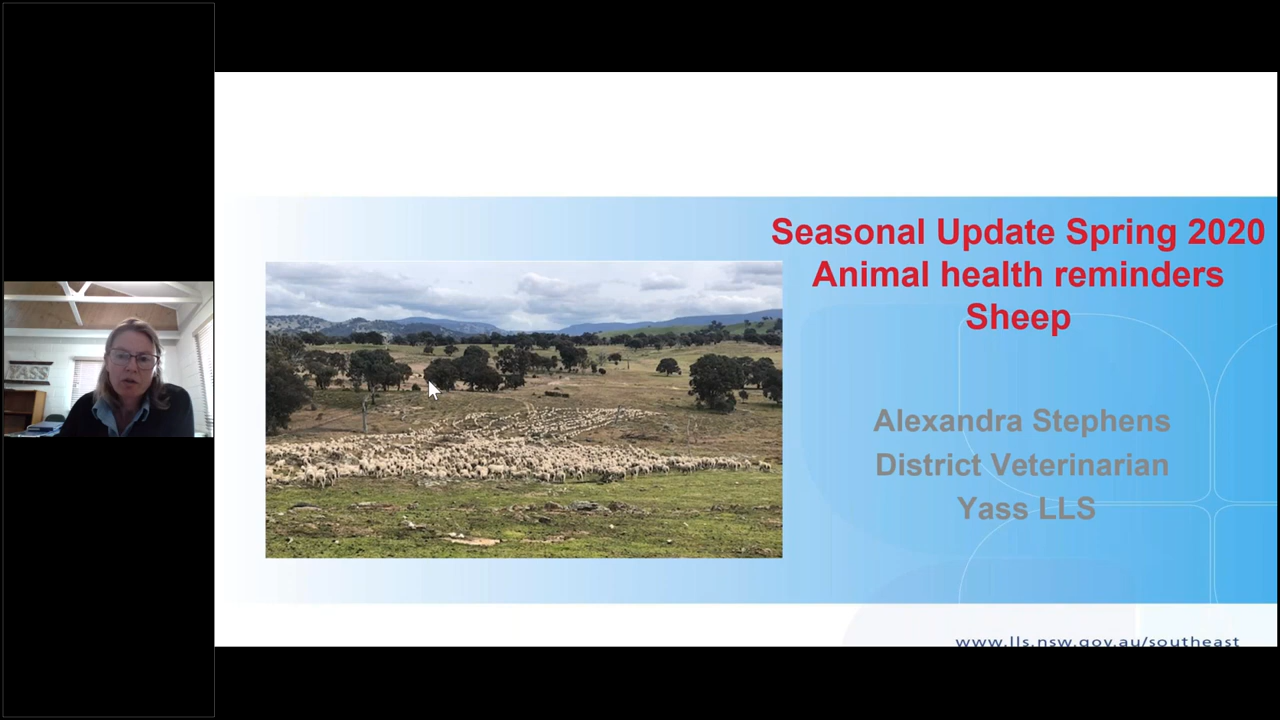 YASS
Seasonal Update Spring 2020
Animal health reminders
Sheep
Alexandra Stephens
District Veterinarian
Yass LLS
www.lls.nsw.gov.au/southeast